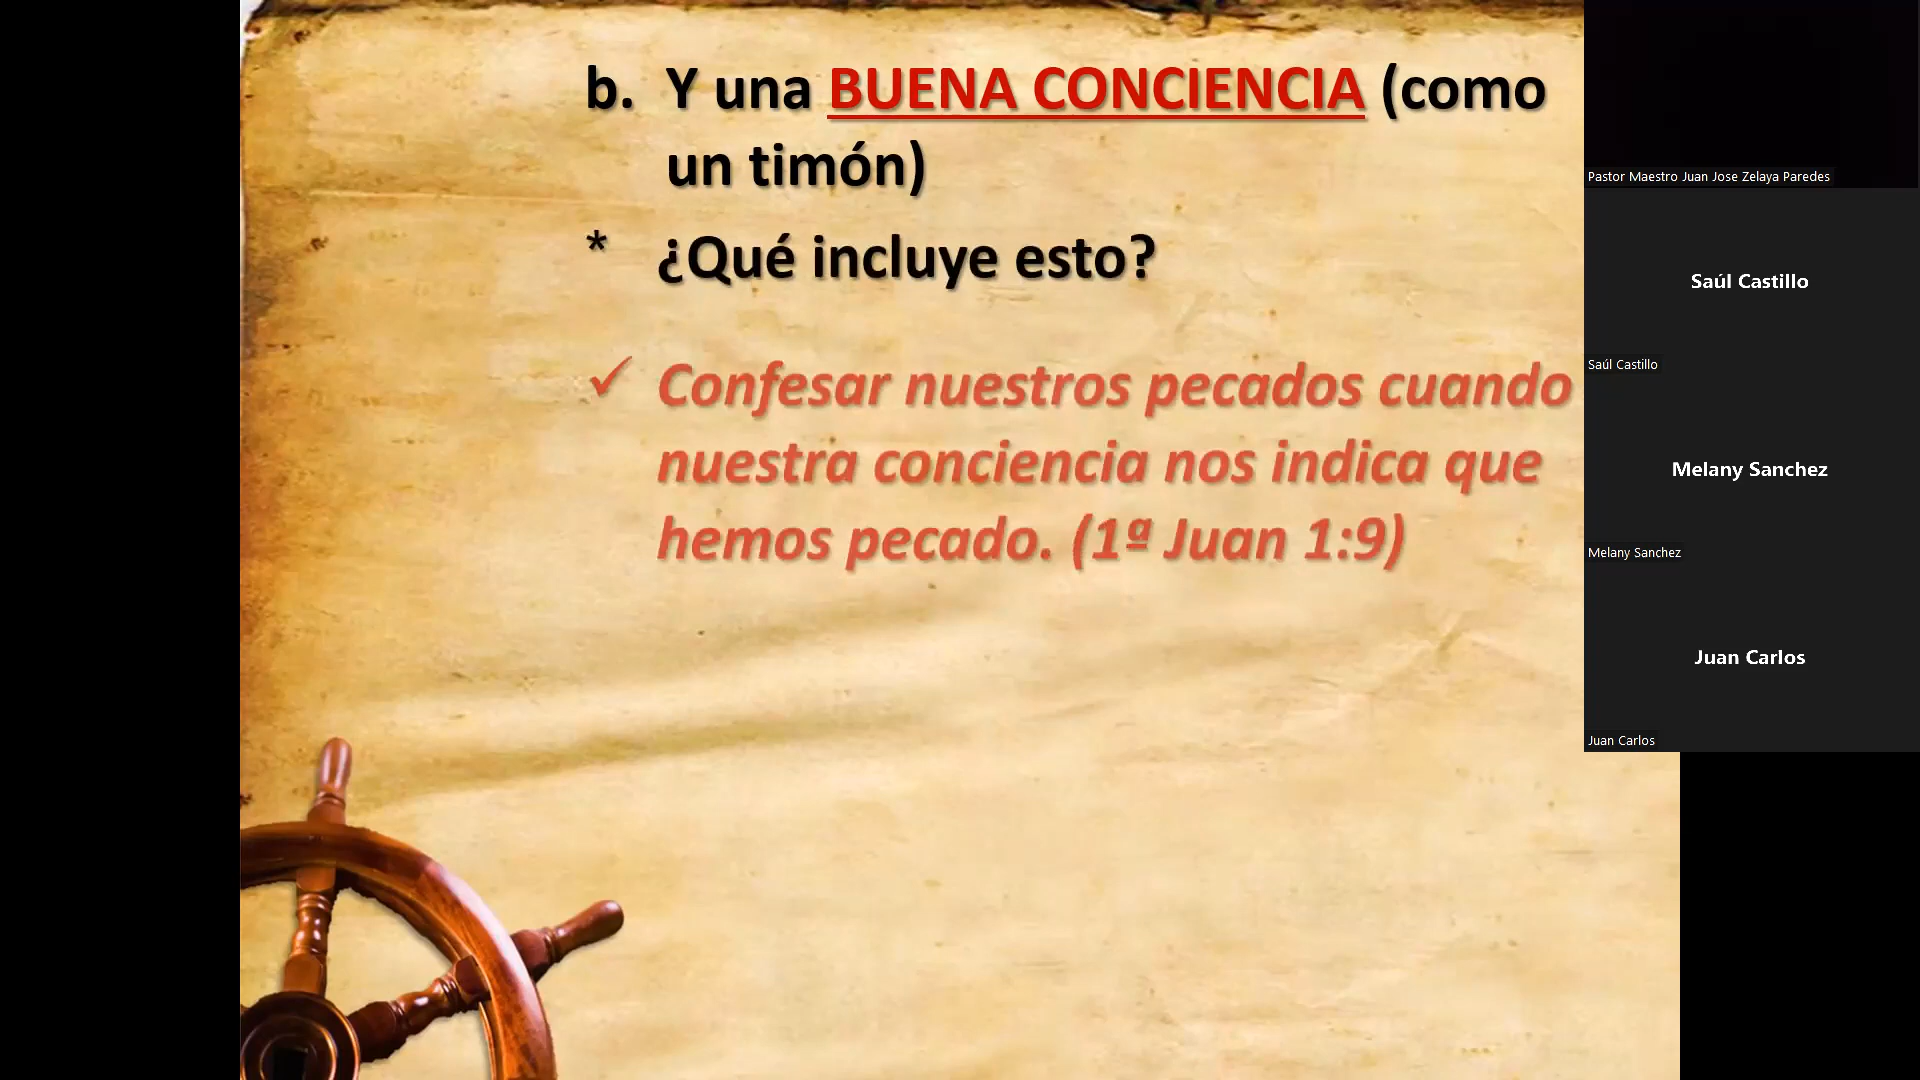 b. Y una BUENA CONCIENCIA (como
un timón)
* ¿Qué incluye esto?
✓ Confesar nuestros pecados cuando
nuestra conciencia nos indica que
hemos pecado. (1ª Juan 1:9)
Pastor Maestro Juan Jose Zelaya Paredes
Saúl Castillo
Saúl Castillo
Melany Sanchez
Melany Sanchez
Juan Carlos
Juan Carlos